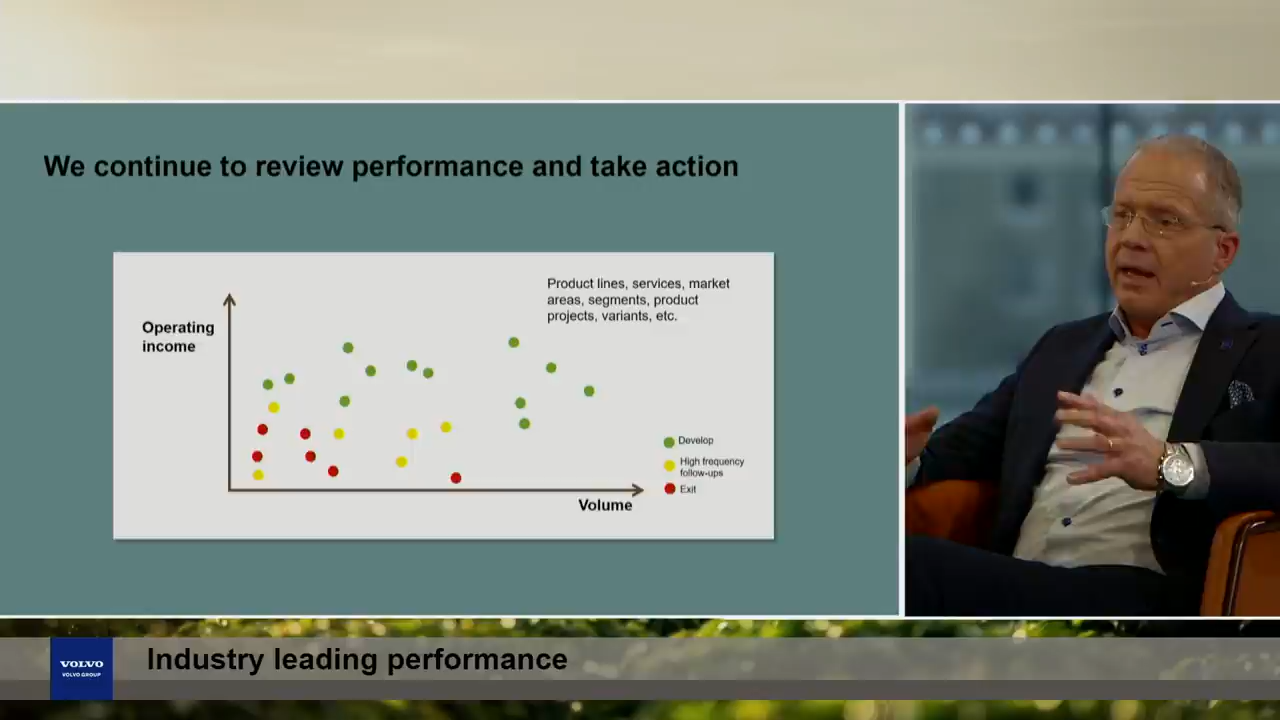 We continue to review performance and take action
Product lines, services, market
areas, segments, product
projects, variants, etc.
Operating
income
Develop
High frequency
follow-ups
Exit
Volume
VOLVO
VOLVO GROUP
Industry leading performance